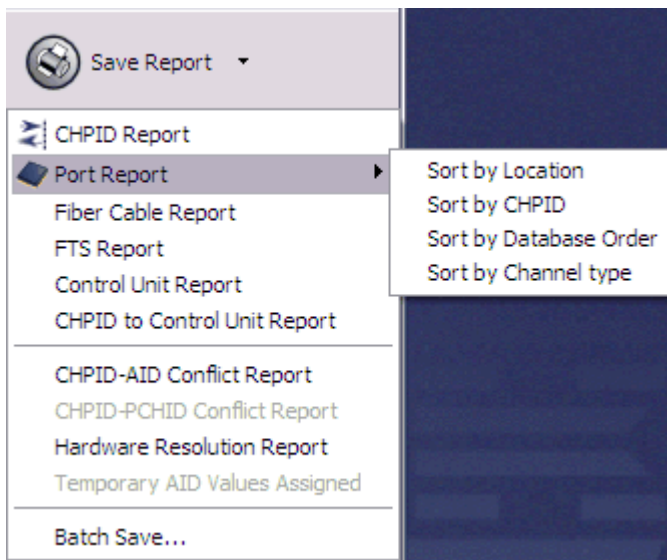 Save Report
CHPID Report
Port Report
Fiber Cable Report
FTS Report
Control Unit Report
CHPID to Control Unit Report
CHPID-AID Conflict Report
CHPID-PCHID Conflict Report
Hardware Resolution Report
Temporary AID Values Assigned
Batch Save...
Sort by Location
Sort by CHPID
Sort by Database Order
Sort by Channel type